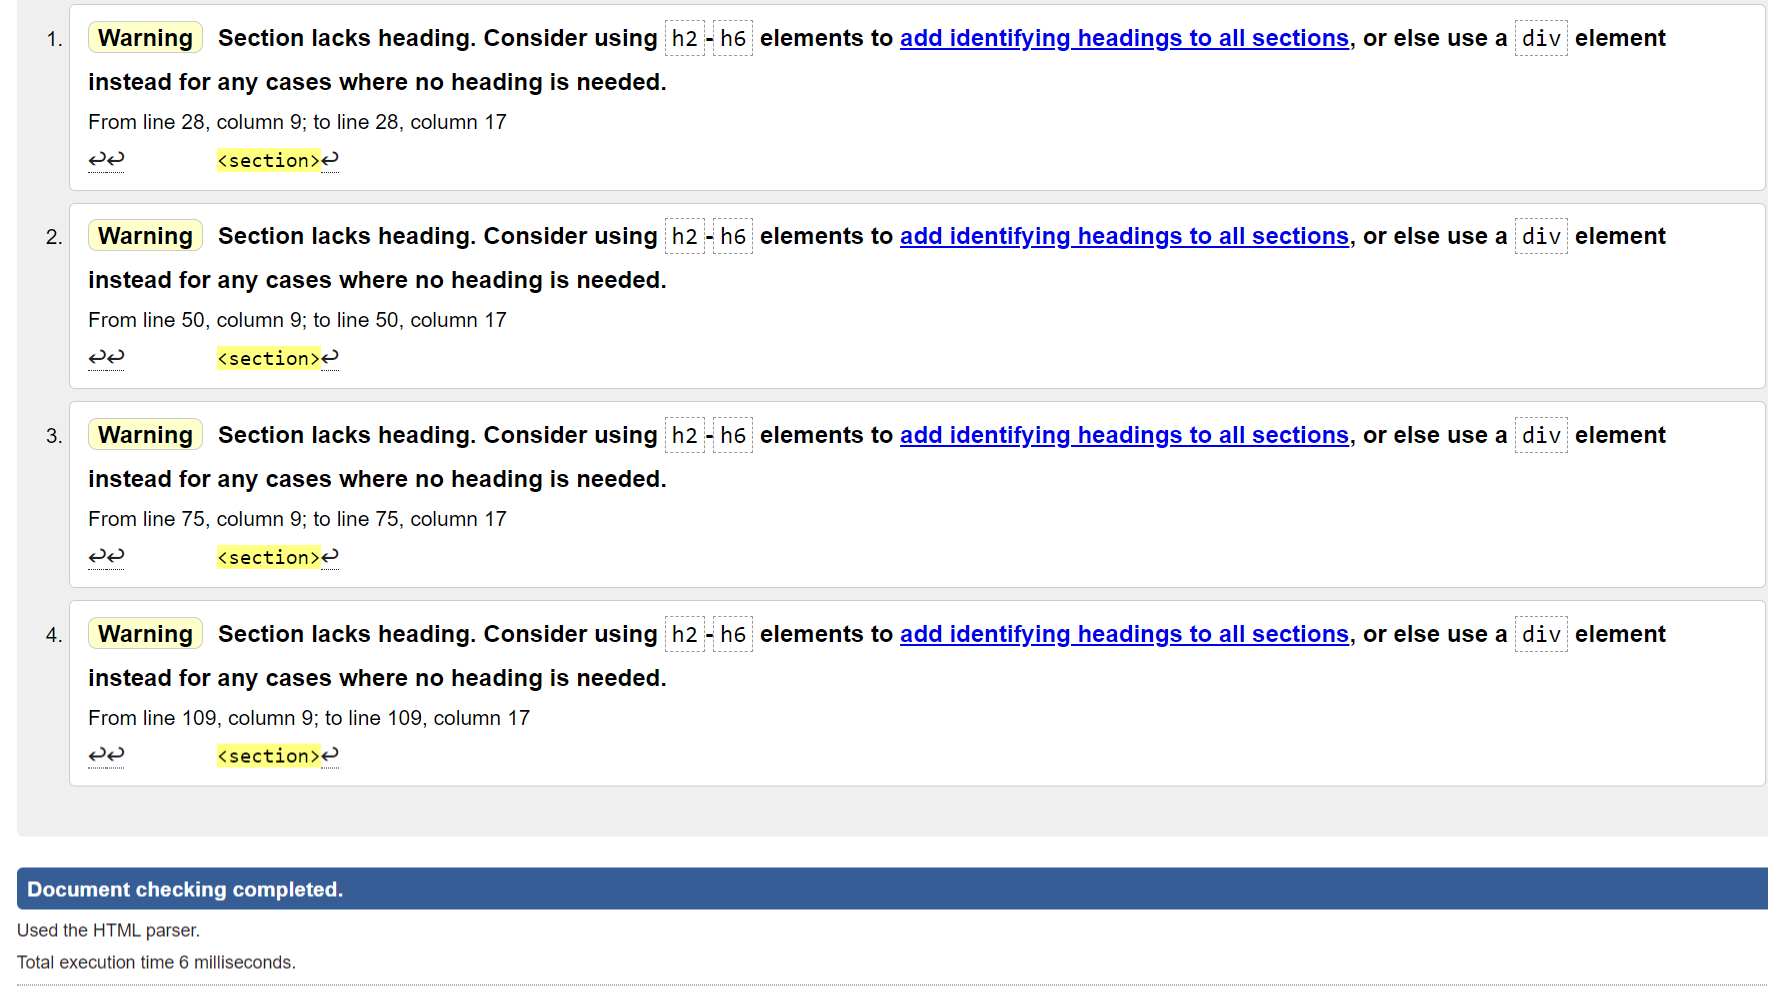 1. Warning Section lacks heading. Consider using h2-h6 elements to add identifying headings to all sections, or else use a div element
instead for any cases where no heading is needed.
From line 28, column 9; to line 28, column 17
↩↩ <section>↩
2. Warning Section lacks heading. Consider using h2-h6 elements to add identifying headings to all sections, or else use a div element
instead for any cases where no heading is needed.
From line 50, column 9; to line 50, column 17
↩↩ <section>↩
3. Warning Section lacks heading. Consider using h2-h6 elements to add identifying headings to all sections, or else use a div element
instead for any cases where no heading is needed.
From line 75, column 9; to line 75, column 17
↩↩ <section>↩
4. Warning Section lacks heading. Consider using h2-h6 elements to add identifying headings to all sections, or else use a div element
instead for any cases where no heading is needed.
From line 109, column 9; to line 109, column 17
↩↩ <section>↩
Document checking completed.
Used the HTML parser.
Total execution time 6 milliseconds.